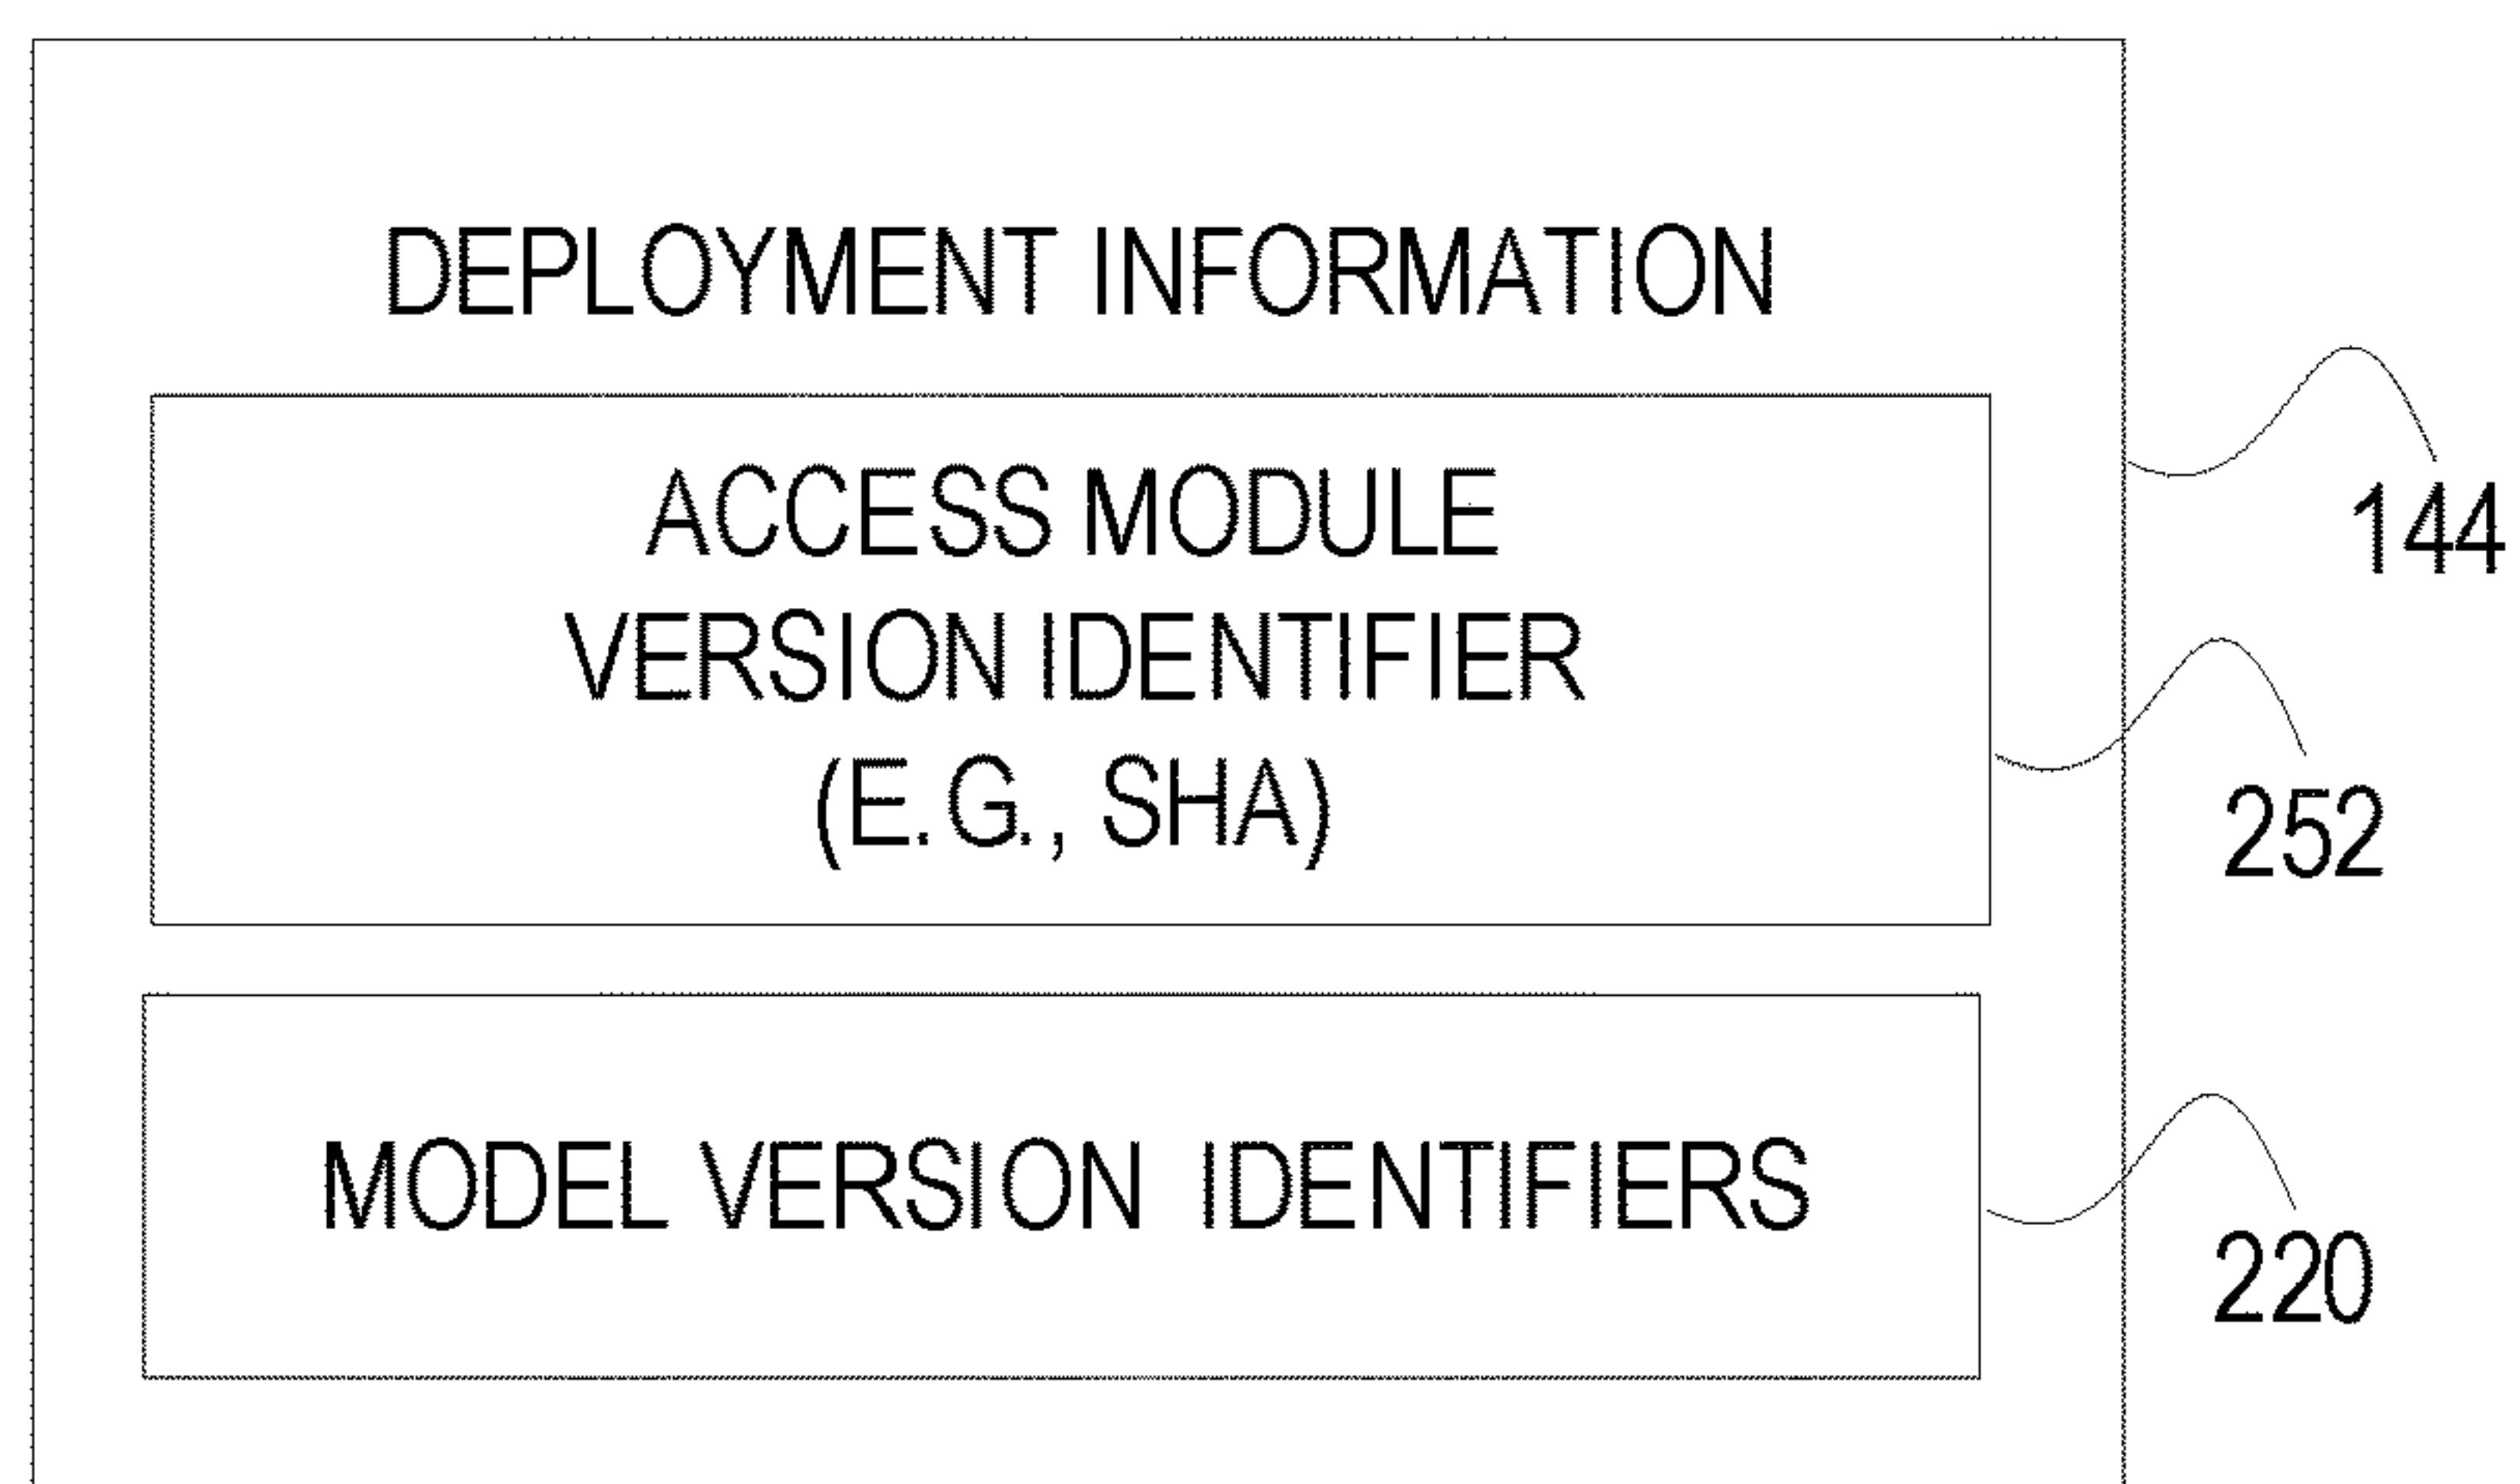 DEPLOYMENT INFORMATION
ACCESS MODULE
VERSION IDENTIFIER
(E.G., SHA)
144
252
MODEL VERSION IDENTIFIERS
220